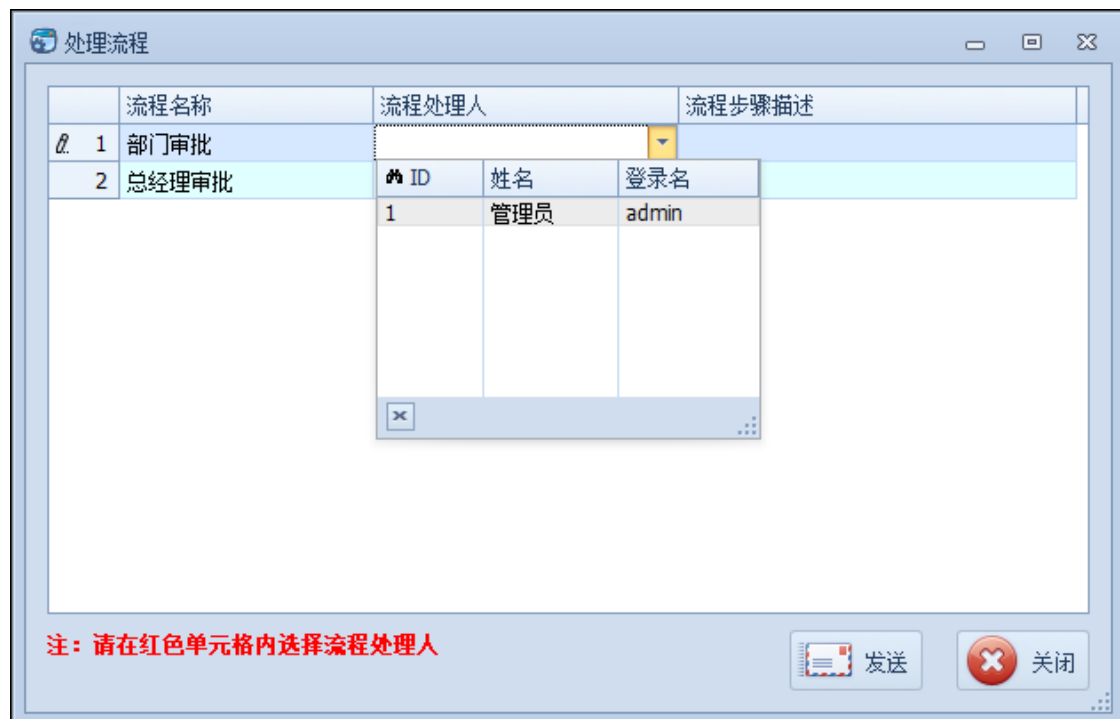 处理流程
流程名称 流程处理人 流程步骤描述
1 部门审批
2 总经理审批
ID 姓名 登录名
1 管理员 admin
注：请在红色单元格内选择流程处理人
发送 关闭